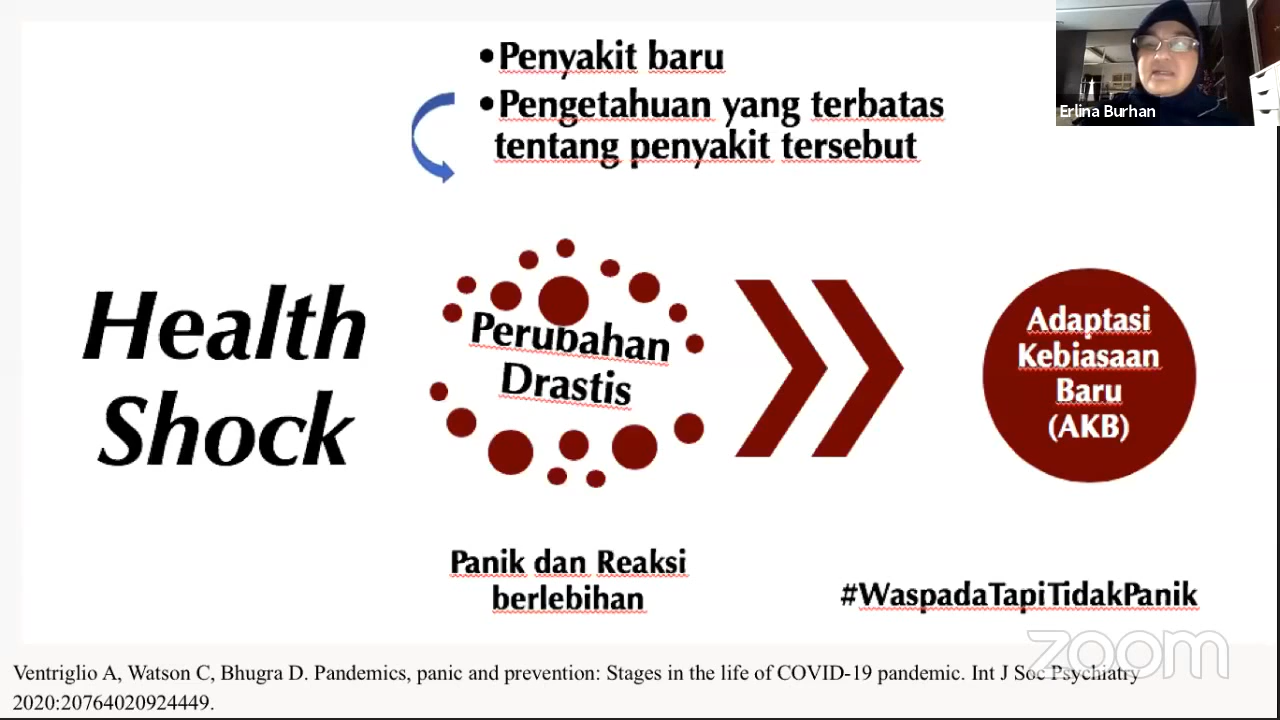 •Penyakit baru
•Pengetahuan yang terbatas
tentang penyakit tersebut
Erlina Burhan
Health
Shock
Perubahan
Drastis
Adaptasi
Kebiasaan
Baru
(AKB)
Panik dan Reaksi
berlebihan
#WaspadaTapiTidakPanik
zoom
Ventriglio A, Watson C, Bhugra D. Pandemics, panic and prevention: Stages in the life of COVID-19 pandemic. Int J Soc Psychiatry
2020:20764020924449.